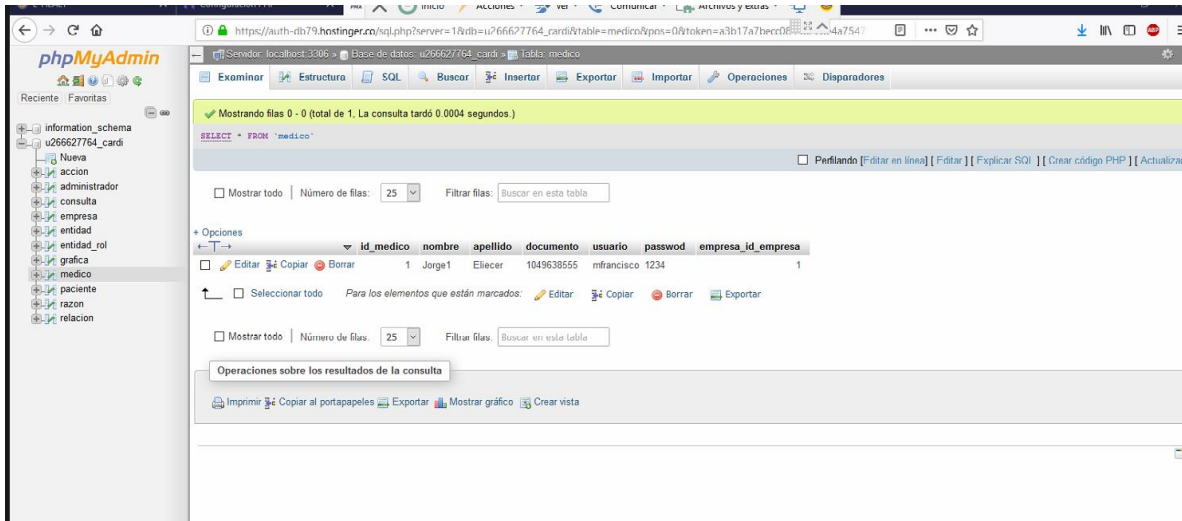 Inicio Acciones Ver Comunicar Archivos y extras
https://auth-db79.hostinger.co/sql.php?server=1&db=u266627764_cardi&table=medico&pos=0&token=a3b17a7becc08
phpMyAdmin
Reciente Favoritas
information_schema
u266627764_cardi
Nueva
accion
administrador
consulta
empresa
entidad
entidad_rol
grafica
medico
paciente
razon
relacion
Servidor: localhost:3306 » Base de datos: u266627764_cardi » Tabla: medico
Examinar Estructura SQL Buscar Insertar Exportar Importar Operaciones Disparadores
Mostrando filas 0 - 0 (total de 1, La consulta tardó 0.0004 segundos.)
SELECT * FROM `medico`
Perfilando [Editar en línea] [ Editar ] [ Explicar SQL ] [ Crear código PHP ] [ Actualizar
Mostrar todo | Número de filas: 25 Filtrar filas: Buscar en esta tabla
+ Opciones
←T→ id_medico nombre apellido documento usuario passwod empresa_id_empresa
Editar Copiar Borrar 1 Jorge1 Eliecer 1049638555 mfrancisco 1234 1
Seleccionar todo Para los elementos que están marcados: Editar Copiar Borrar Exportar
Mostrar todo | Número de filas: 25 Filtrar filas: Buscar en esta tabla
Operaciones sobre los resultados de la consulta
Imprimir Copiar al portapapeles Exportar Mostrar gráfico Crear vista